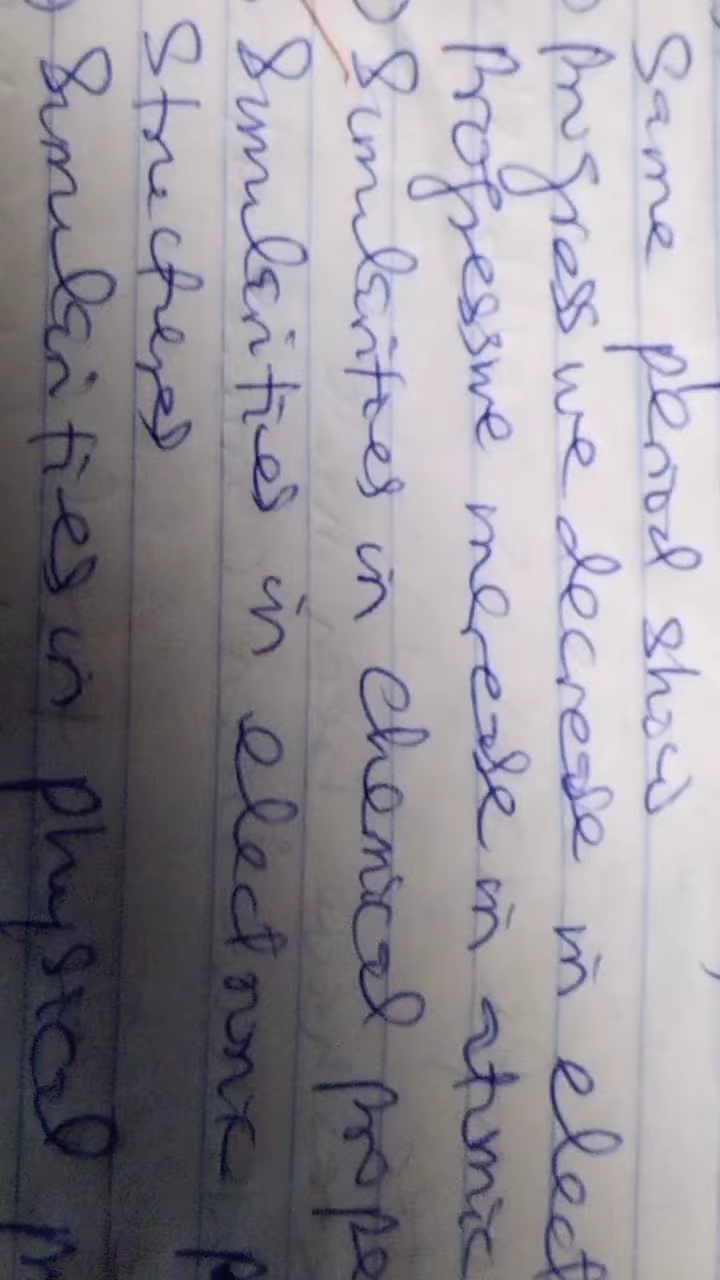 Same period show
progressive decrease in elect
progressive increase in atomic
Similarities in Chemical prope
Similarities in electronic
Structures
Similarities in physical